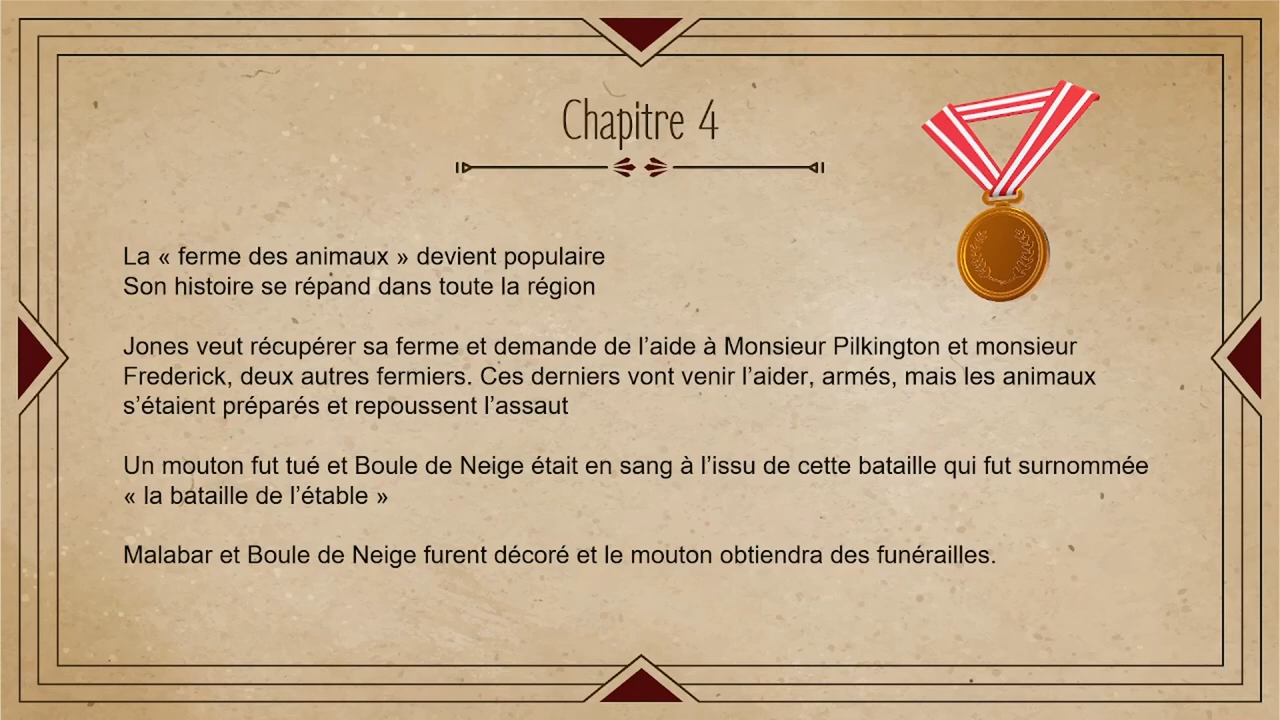 Chapitre 4
La « ferme des animaux » devient populaire
Son histoire se répand dans toute la région
Jones veut récupérer sa ferme et demande de l’aide à Monsieur Pilkington et monsieur
Frederick, deux autres fermiers. Ces derniers vont venir l’aider, armés, mais les animaux
s’étaient préparés et repoussent l’assaut
Un mouton fut tué et Boule de Neige était en sang à l’issu de cette bataille qui fut surnommée
« la bataille de l’étable »
Malabar et Boule de Neige furent décoré et le mouton obtiendra des funérailles.